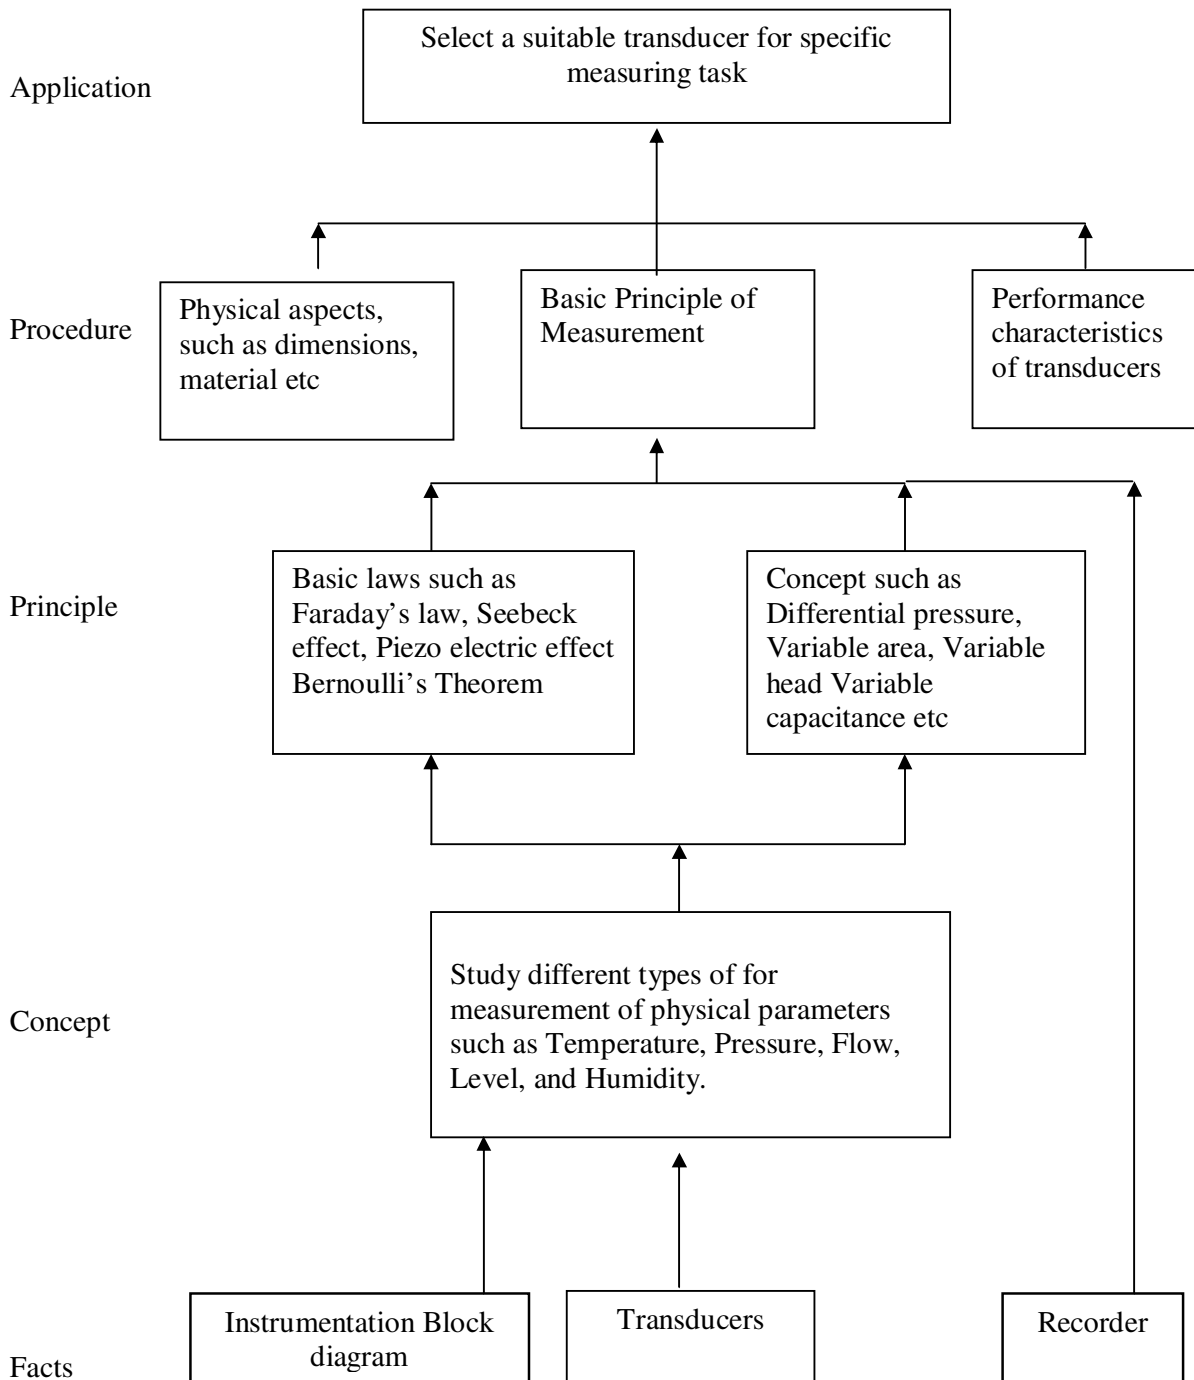 Select a suitable transducer for specific
measuring task
Application
Procedure
Physical aspects,
such as dimensions,
material etc
Basic Principle of
Measurement
Performance
characteristics
of transducers
Principle
Basic laws such as
Faraday’s law, Seebeck
effect, Piezo electric effect
Bernoulli’s Theorem
Concept such as
Differential pressure,
Variable area, Variable
head Variable
capacitance etc
Concept
Study different types of for
measurement of physical parameters
such as Temperature, Pressure, Flow,
Level, and Humidity.
Facts
Instrumentation Block
diagram
Transducers
Recorder